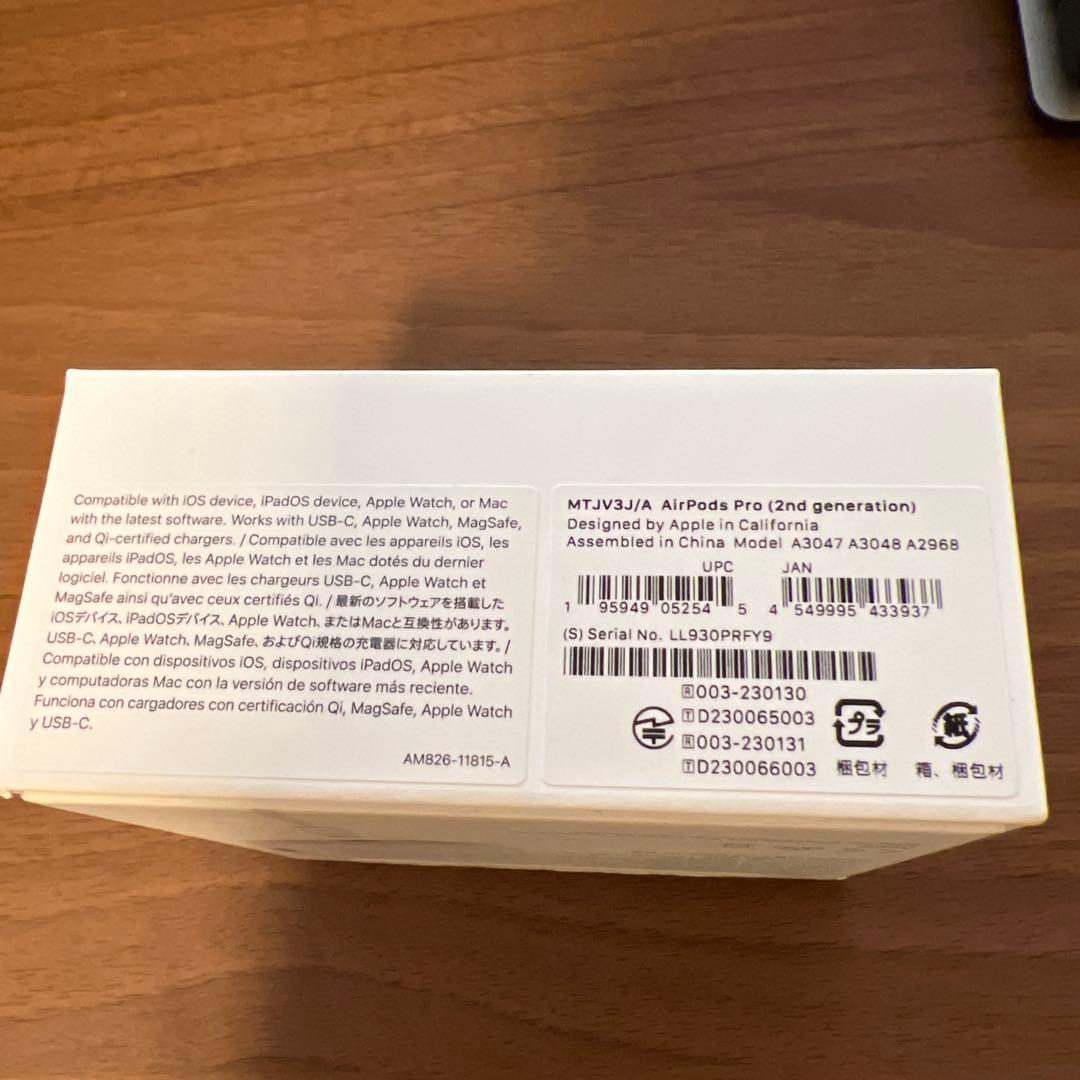 Compatible with iOS device, iPadOS device, Apple Watch, or Mac
with the latest software. Works with USB-C, Apple Watch, MagSafe,
and Qi-certified chargers. / Compatible avec les appareils iOS, les
appareils iPadOS, les Apple Watch et les Mac dotés du dernier
logiciel. Fonctionne avec les chargeurs USB-C, Apple Watch et
MagSafe ainsi qu'avec ceux certifiés Qi. / 最新のソフトウェアを搭載した
iOSデバイス、iPadOSデバイス、Apple Watch、またはMacと互換性があります。
USB-C、Apple Watch、MagSafe、およびQi規格の充電器に対応しています。/
Compatible con dispositivos iOS, dispositivos iPadOS, Apple Watch
y computadoras Mac con la versión de software más reciente.
Funciona con cargadores con certificación Qi, MagSafe, Apple Watch
y USB-C.
AM826-11815-A
MTJV3J/A AirPods Pro (2nd generation)
Designed by Apple in California
Assembled in China Model A3047 A3048 A2968
UPC JAN
1 95949 05254 5 4 549995 433937
(S) Serial No. LL930PRFY9
R 003-230130
T D230065003
R 003-231031
T D230066003
プラ
梱包材
紙
箱、梱包材